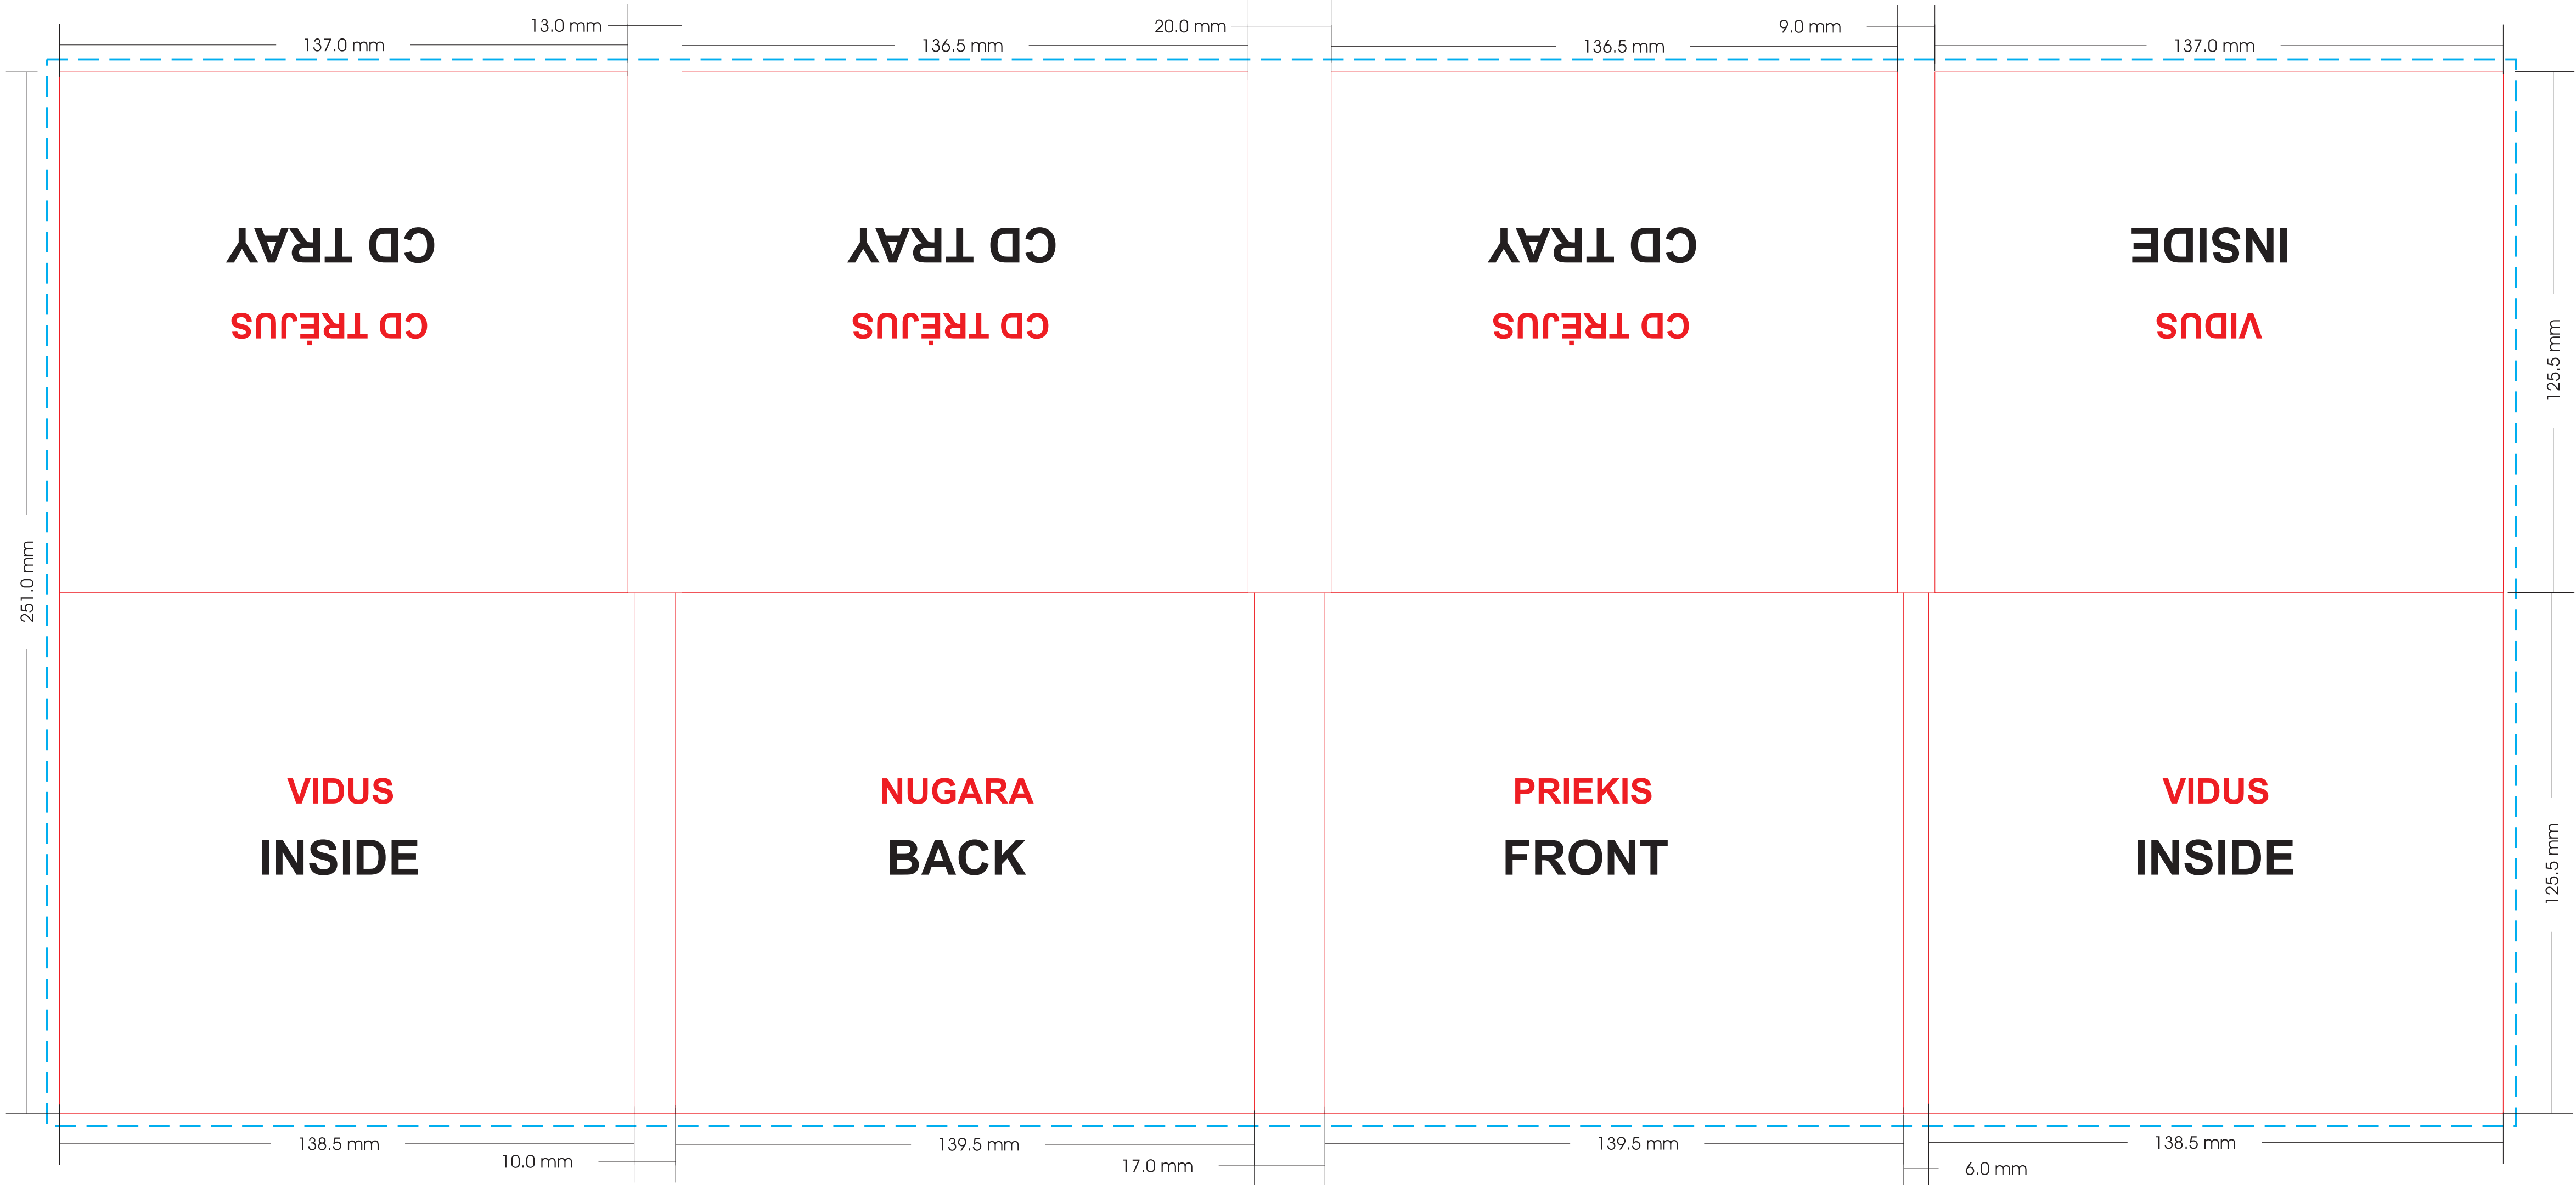 13.0 mm
20.0 mm
9.0 mm
137.0 mm
136.5 mm
136.5 mm
137.0 mm
CD TRAY
CD TRAY
CD TRAY
INSIDE
CD TRĖJUS
CD TRĖJUS
CD TRĖJUS
VIDUS
125.5 mm
251.0 mm
VIDUS
NUGARA
PRIEKIS
VIDUS
INSIDE
BACK
FRONT
INSIDE
125.5 mm
138.5 mm
139.5 mm
139.5 mm
138.5 mm
10.0 mm
17.0 mm
6.0 mm